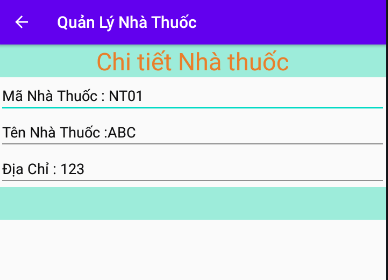 Quản Lý Nhà Thuốc
Chi tiết Nhà thuốc
Mã Nhà Thuốc : NT01
Tên Nhà Thuốc :ABC
Địa Chỉ : 123